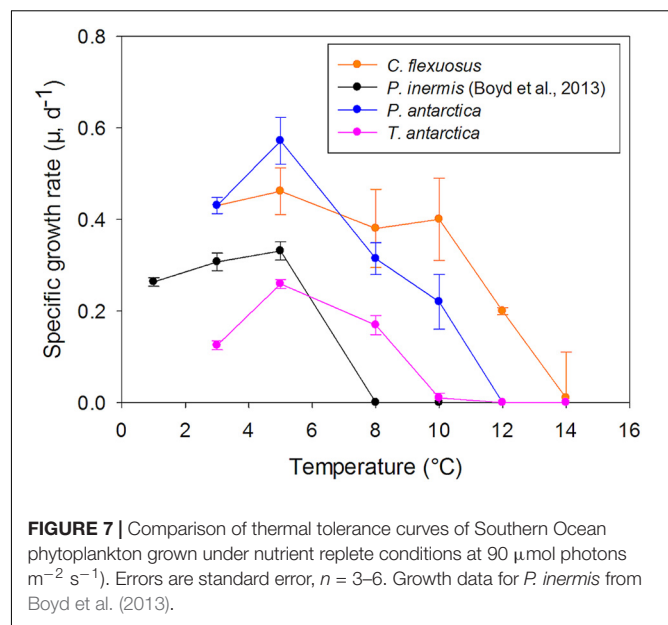 0.8
0.6
0.4
0.2
0.0
Specific growth rate (μ, d⁻¹)
C. flexuosus
P. inermis (Boyd et al., 2013)
P. antarctica
T. antarctica
0 2 4 6 8 10 12 14 16
Temperature (°C)
FIGURE 7 | Comparison of thermal tolerance curves of Southern Ocean
phytoplankton grown under nutrient replete conditions at 90 μmol photons
m⁻² s⁻¹). Errors are standard error, n = 3–6. Growth data for P. inermis from
Boyd et al. (2013).